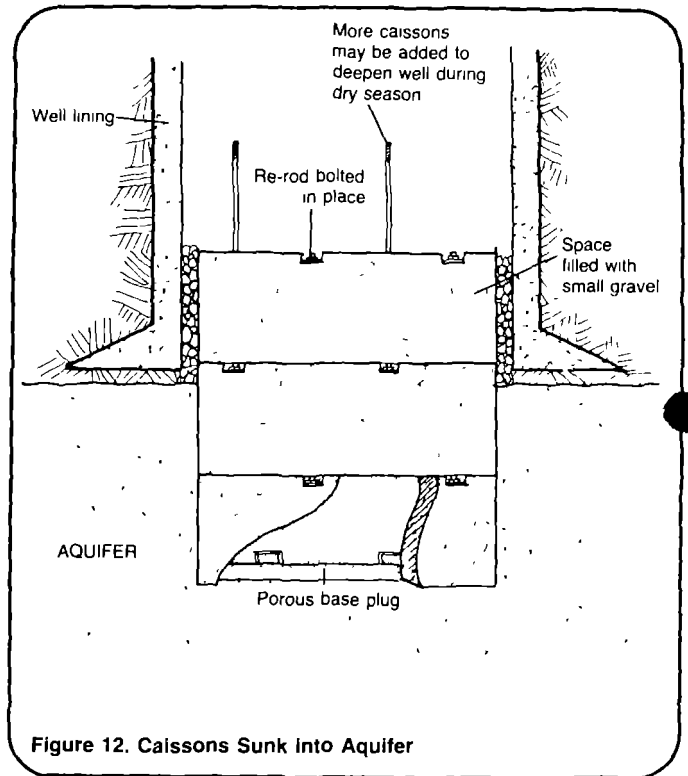 More caissons
may be added to
deepen well during
dry season
Well lining
Re-rod bolted
in place
Space
filled with
small gravel
AQUIFER
Porous base plug
Figure 12. Caissons Sunk into Aquifer